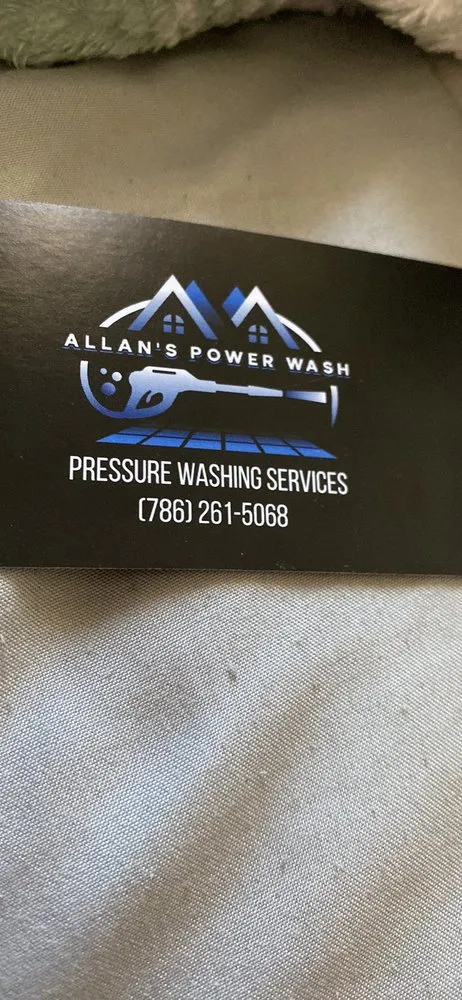 ALLAN'S POWER WASH
PRESSURE WASHING SERVICES
(786) 261-5068